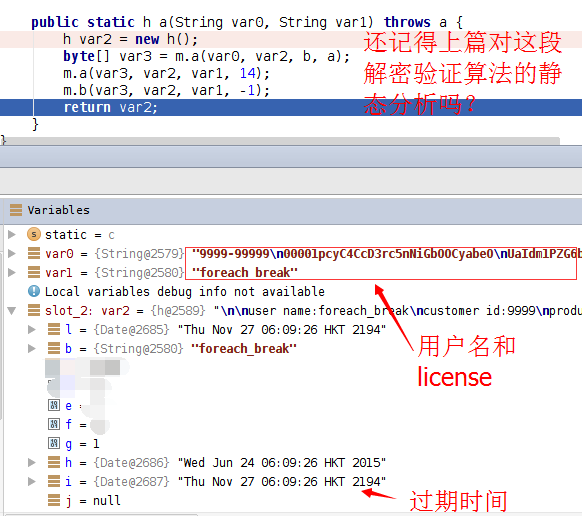 public static h a(String var0, String var1) throws a {
h var2 = new h();
byte[] var3 = m.a(var0, var2, b, a);
m.a(var3, var2, var1, 14);
m.b(var3, var2, var1, -1);
return var2;
}
}
还记得上篇对这段
解密验证算法的静
态分析吗?
Variables
static = c
var0 = {String@2579} "9999-99999\n00001pcyC4CcD3rc5nNiGbOOCyabeO\nUaIdm1PZG6b
var1 = {String@2580} "foreach_break"
Local variables debug info not available
slot_2: var2 = {h@2589} "\n\nuser name:foreach_break\ncustomer id:9999\nprodu
l = {Date@2685} "Thu Nov 27 06:09:26 HKT 2194"
b = {String@2580} "foreach_break"
e =
f =
g = 1
h = {Date@2686} "Wed Jun 24 06:09:26 HKT 2015"
i = {Date@2687} "Thu Nov 27 06:09:26 HKT 2194"
j = null
用户名和
license
过期时间